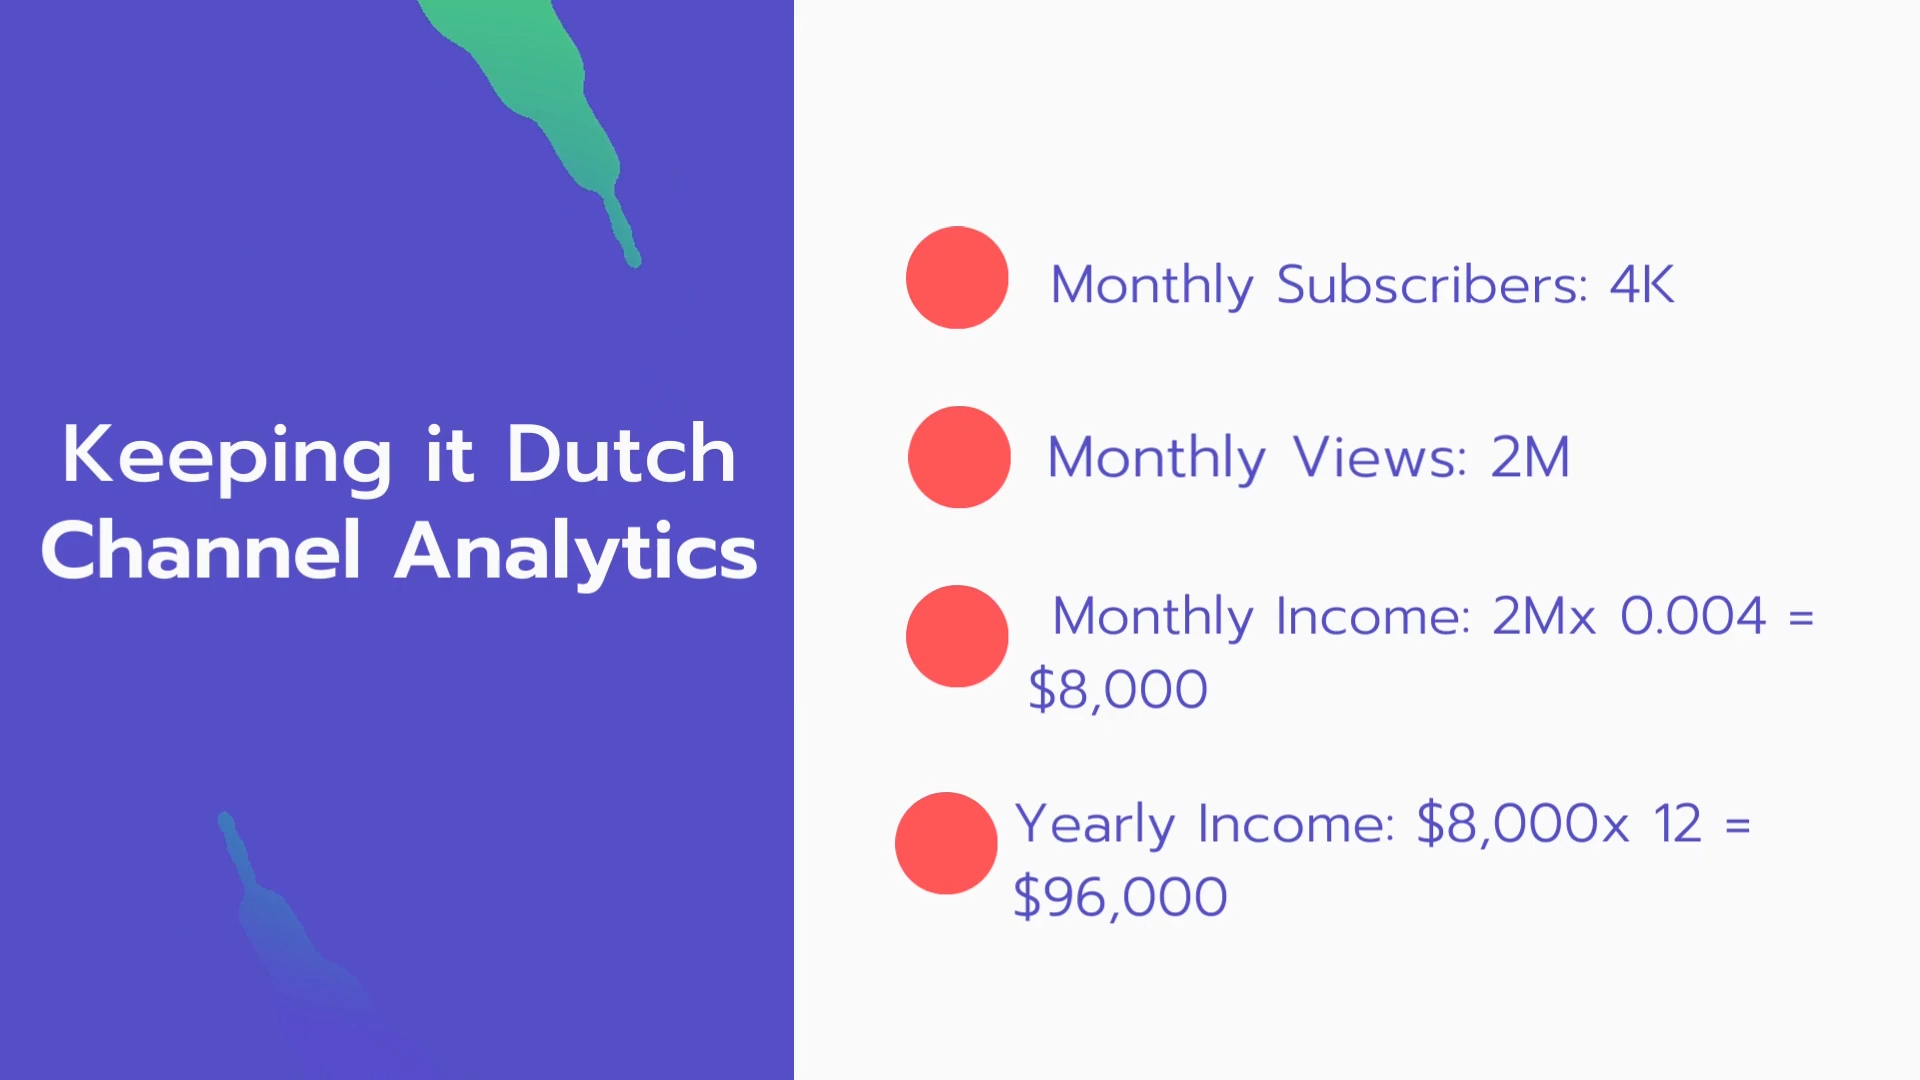 Keeping it Dutch
Channel Analytics
Monthly Subscribers: 4K
Monthly Views: 2M
Monthly Income: 2Mx 0.004 =
$8,000
Yearly Income: $8,000x 12 =
$96,000